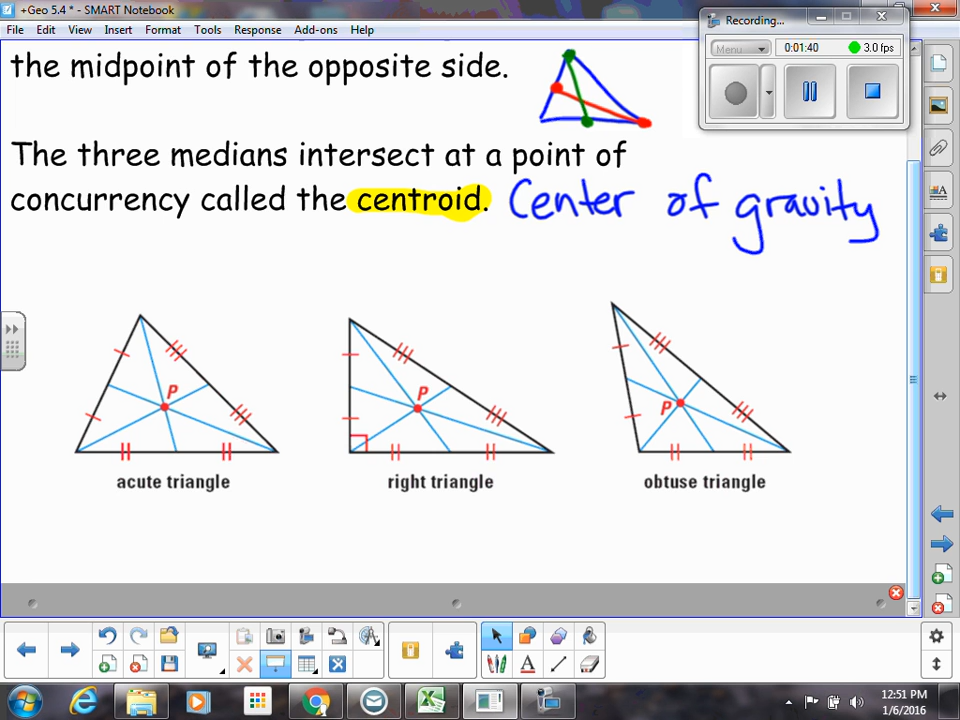 +Geo 5.4 * - SMART Notebook
File Edit View Insert Format Tools Response Add-ons Help
Recording...
Menu
0:01:40
3.0 fps
the midpoint of the opposite side.
The three medians intersect at a point of
concurrency called the centroid. Center of gravity
P
P
P
acute triangle
right triangle
obtuse triangle
12:51 PM
1/6/2016